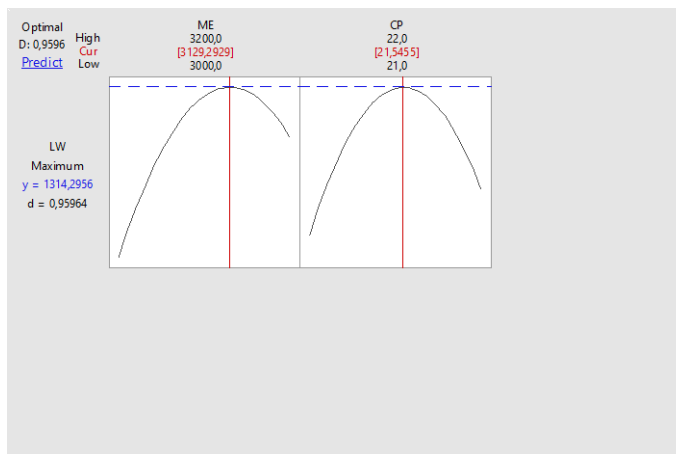 Optimal
D: 0,9596
Predict
High
Cur
Low
ME
3200,0
[3129,2929]
3000,0
CP
22,0
[21,5455]
21,0
LW
Maximum
y = 1314,2956
d = 0,95964